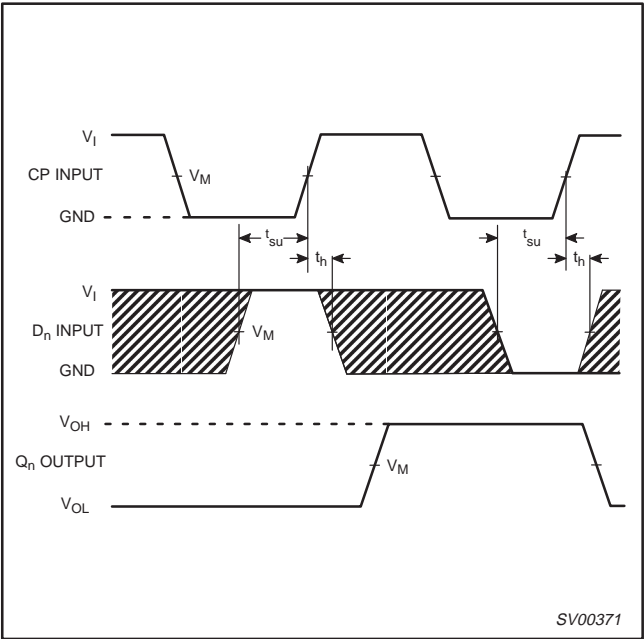 V_I
CP INPUT V_M
GND
t_su t_su
t_h t_h
V_I
D_n INPUT V_M
GND
V_OH
Q_n OUTPUT V_M
V_OL
SV00371